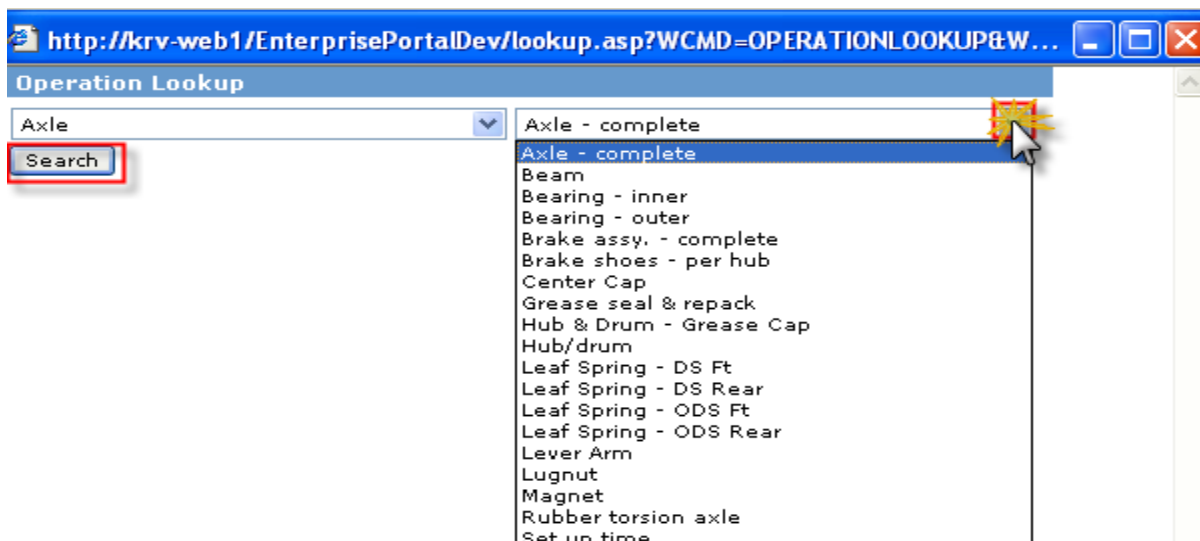 http://krv-web1/EnterprisePortalDev/lookup.asp?WCMD=OPERATIONLOOKUP&W...
Operation Lookup
Axle
Axle - complete
Search
Axle - complete
Beam
Bearing - inner
Bearing - outer
Brake assy. - complete
Brake shoes - per hub
Center Cap
Grease seal & repack
Hub & Drum - Grease Cap
Hub/drum
Leaf Spring - DS Ft
Leaf Spring - DS Rear
Leaf Spring - ODS Ft
Leaf Spring - ODS Rear
Lever Arm
Lugnut
Magnet
Rubber torsion axle
Set up time